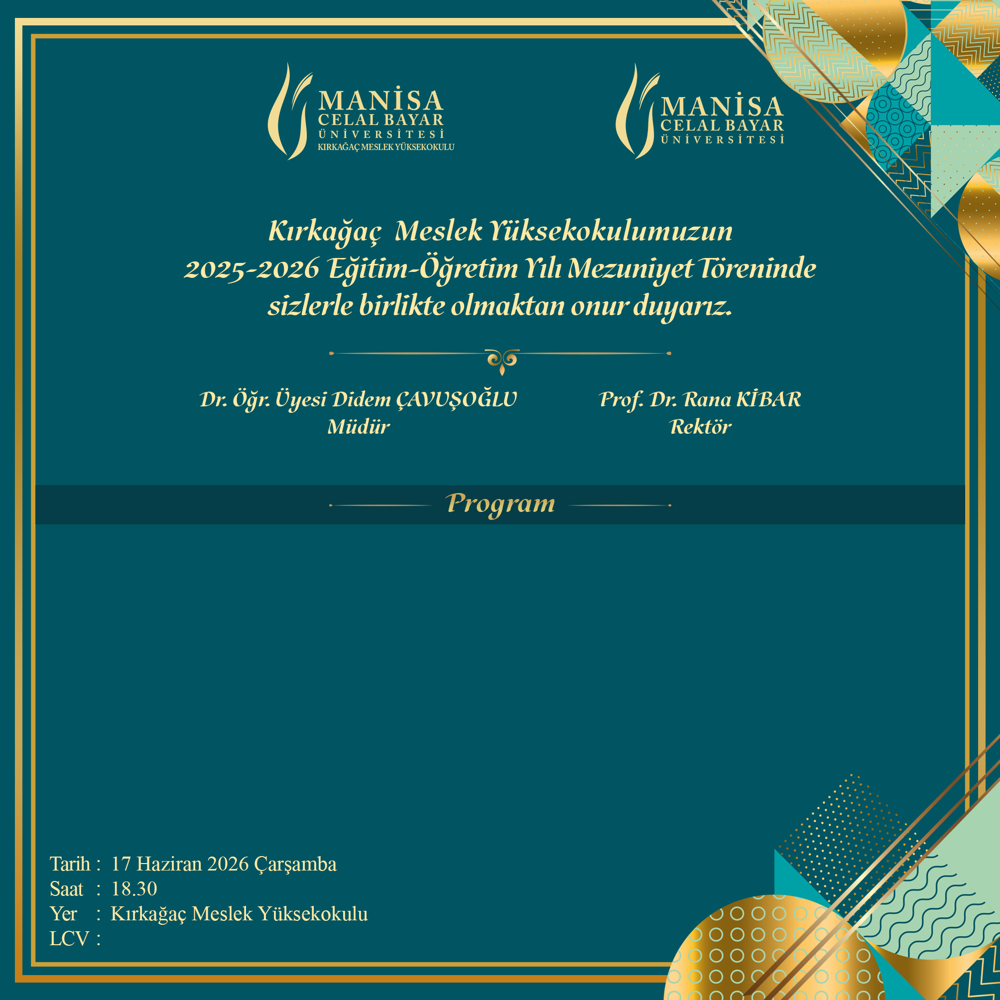 MANİSA
CELAL BAYAR
ÜNİVERSİTESİ
KIRKAĞAÇ MESLEK YÜKSEKOKULU
MANİSA
CELAL BAYAR
ÜNİVERSİTESİ
Kırkağaç Meslek Yüksekokulumuzun
2025-2026 Eğitim-Öğretim Yılı Mezuniyet Töreninde
sizlerle birlikte olmaktan onur duyarız.
Dr. Öğr. Üyesi Didem ÇAVUŞOĞLU
Müdür
Prof. Dr. Rana KİBAR
Rektör
Program
Tarih : 17 Haziran 2026 Çarşamba
Saat : 18.30
Yer : Kırkağaç Meslek Yüksekokulu
LCV :